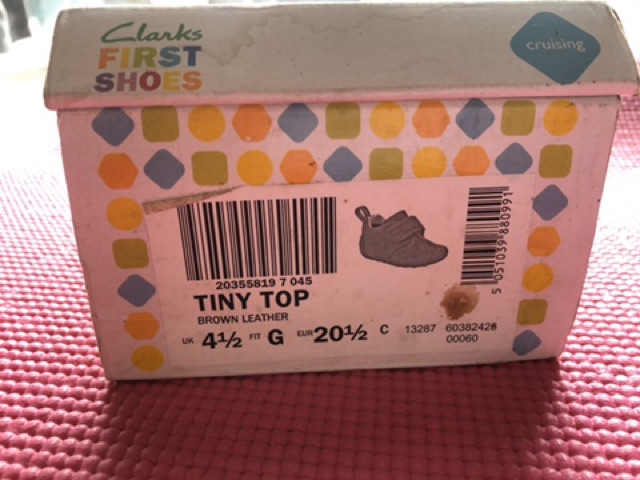 Clarks
FIRST
SHOES
cruising
20355819 7 045
TINY TOP
BROWN LEATHER
UK 4½ FIT G EUR 20½ C 13287 60382428
00060
5 051039 880991